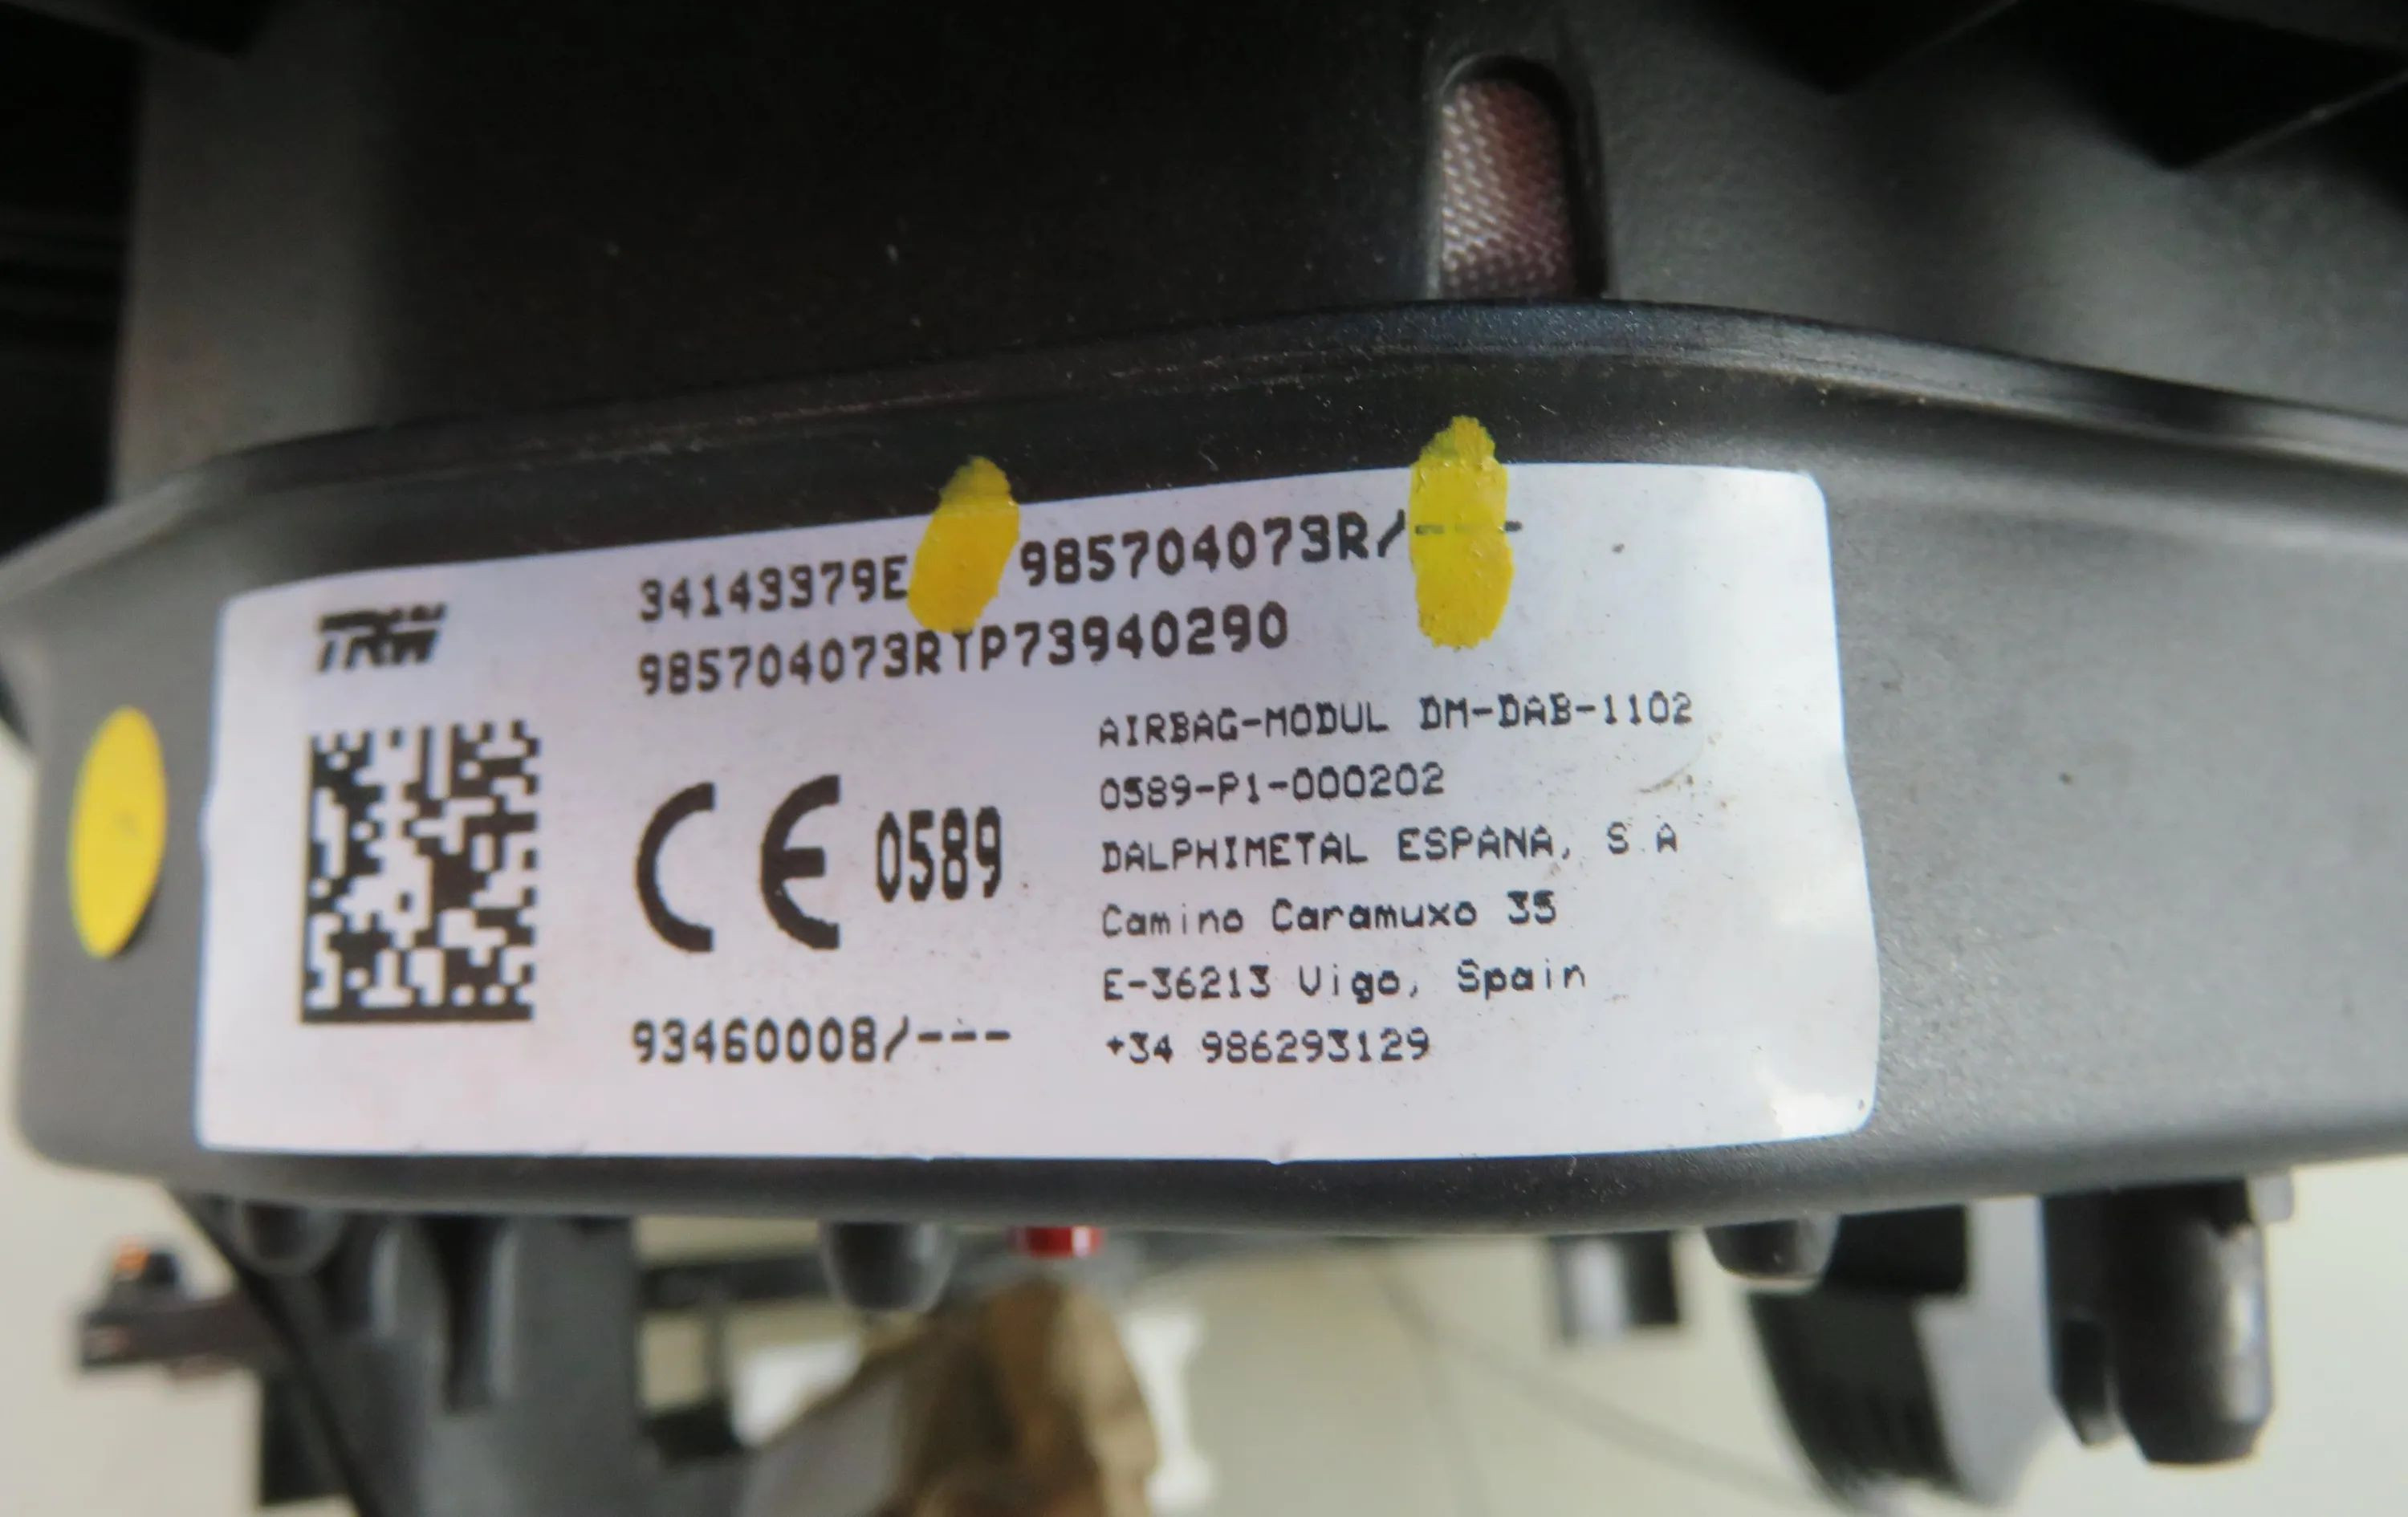 TRW
34143379E 985704073R/---
985704073RTP73940290
AIRBAG-MODUL DM-DAB-1102
0589-P1-000202
DALPHIMETAL ESPANA, S.A
Camino Caramuxo 35
E-36213 Vigo, Spain
+34 986293129
CE 0589
93460008/---